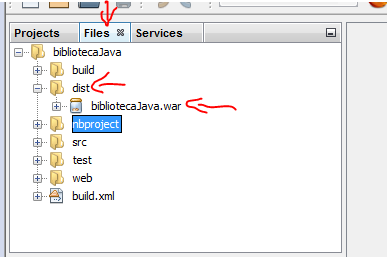 Projects Files Services
bibliotecaJava
build
dist
bibliotecaJava.war
nbproject
src
test
web
build.xml